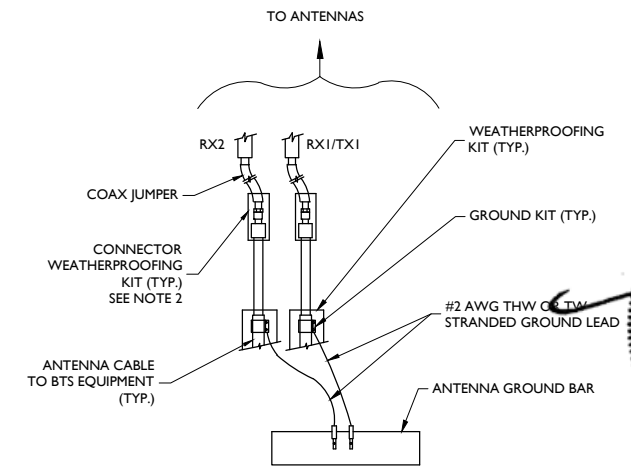 TO ANTENNAS
RX2
RX1/TX1
WEATHERPROOFING
KIT (TYP.)
COAX JUMPER
GROUND KIT (TYP.)
CONNECTOR
WEATHERPROOFING
KIT (TYP.)
SEE NOTE 2
#2 AWG THW OR TW
STRANDED GROUND LEAD
ANTENNA CABLE
TO BTS EQUIPMENT
(TYP.)
ANTENNA GROUND BAR